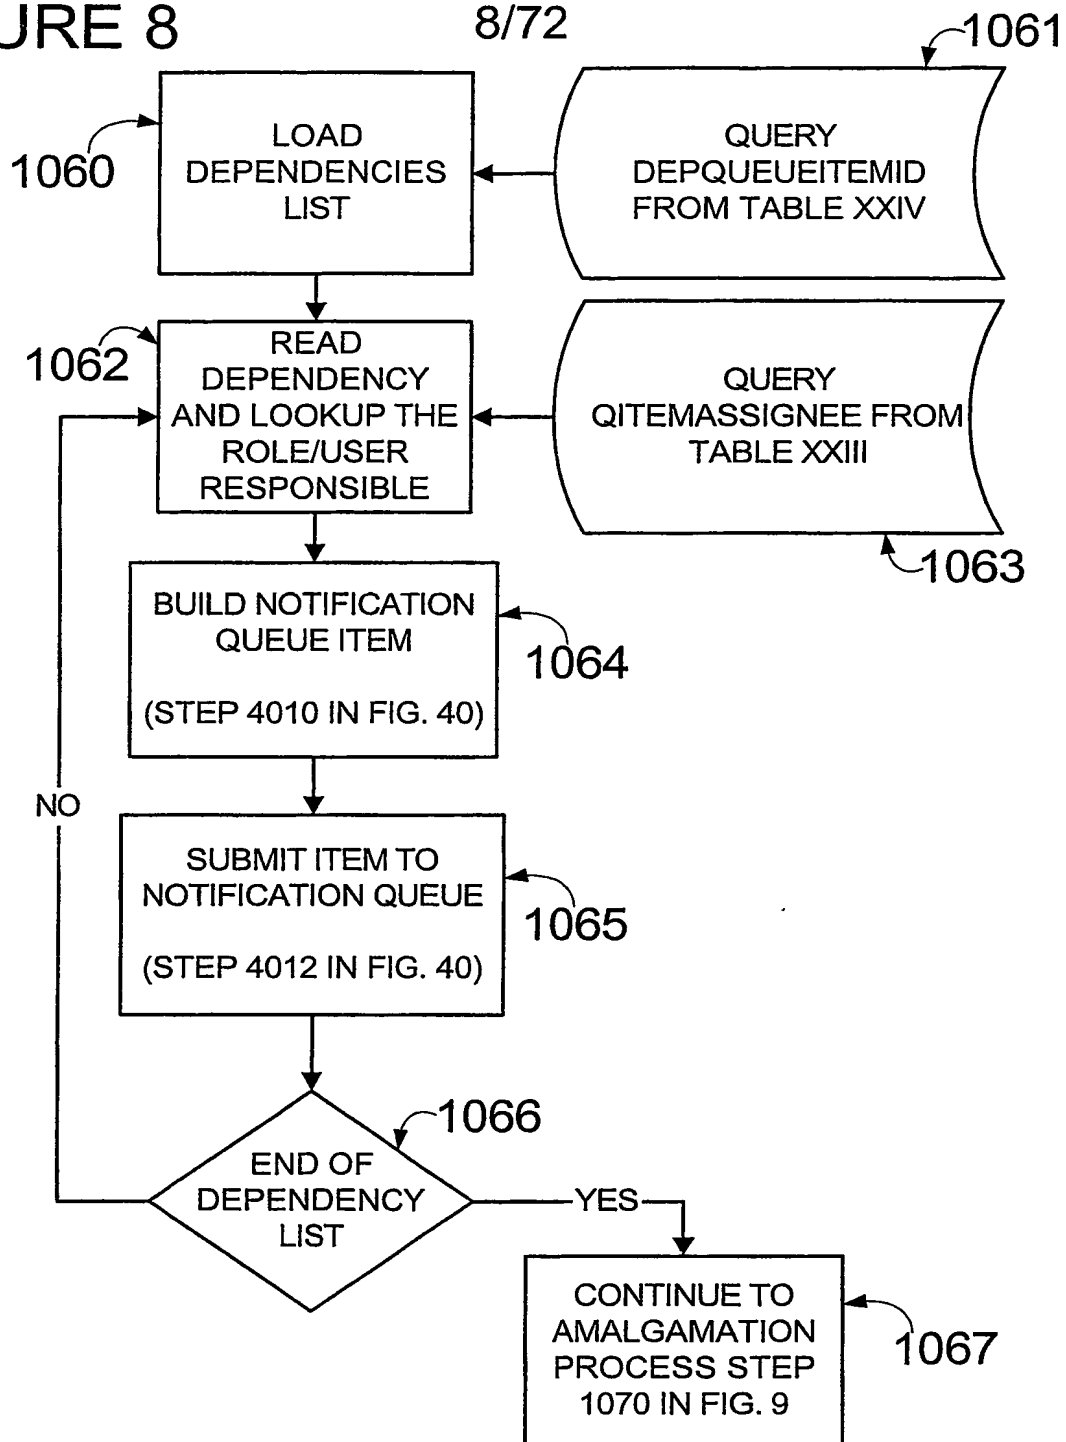 URE 8
8/72
1061
1060
LOAD
DEPENDENCIES
LIST
QUERY
DEPQUEUEITEMID
FROM TABLE XXIV
1062
READ
DEPENDENCY
AND LOOKUP THE
ROLE/USER
RESPONSIBLE
QUERY
QITEMASSIGNEE FROM
TABLE XXIII
1063
BUILD NOTIFICATION
QUEUE ITEM
(STEP 4010 IN FIG. 40)
1064
NO
SUBMIT ITEM TO
NOTIFICATION QUEUE
(STEP 4012 IN FIG. 40)
1065
1066
END OF
DEPENDENCY
LIST
YES
CONTINUE TO
AMALGAMATION
PROCESS STEP
1070 IN FIG. 9
1067